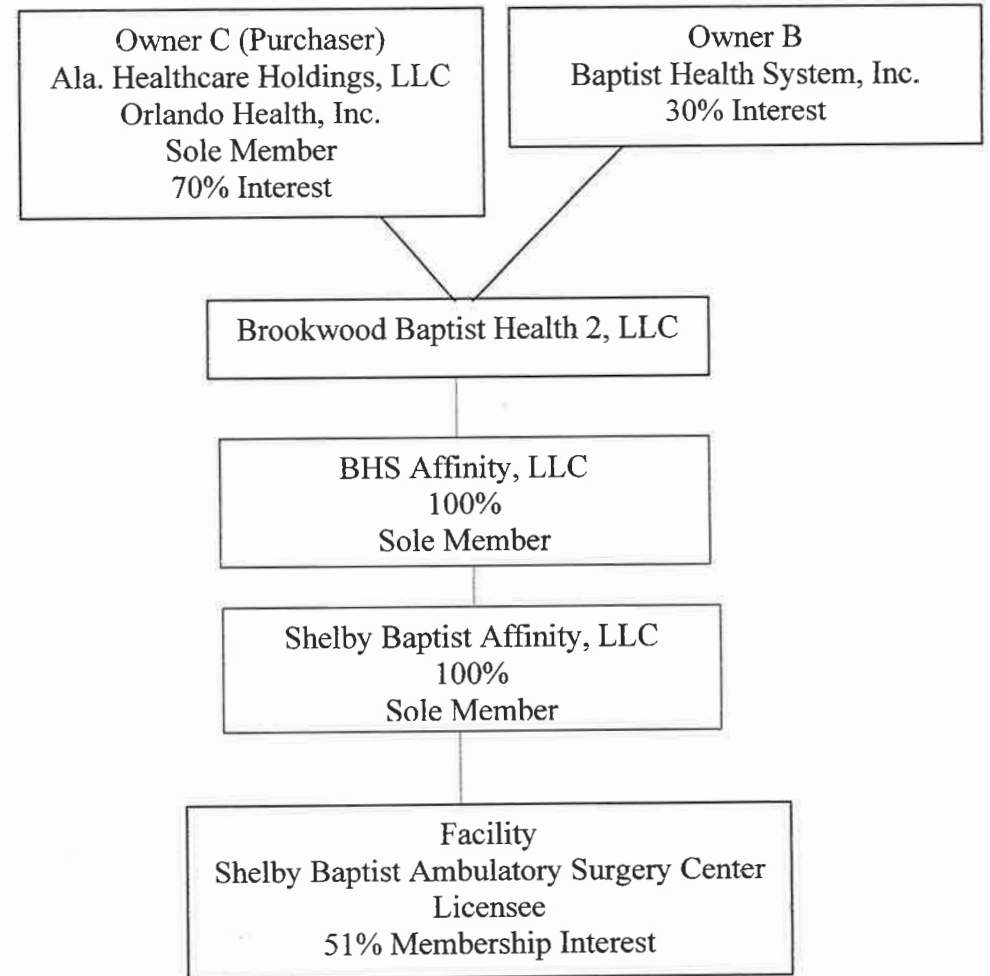 Owner C (Purchaser)
Ala. Healthcare Holdings, LLC
Orlando Health, Inc.
Sole Member
70% Interest
Owner B
Baptist Health System, Inc.
30% Interest
Brookwood Baptist Health 2, LLC
BHS Affinity, LLC
100%
Sole Member
Shelby Baptist Affinity, LLC
100%
Sole Member
Facility
Shelby Baptist Ambulatory Surgery Center
Licensee
51% Membership Interest